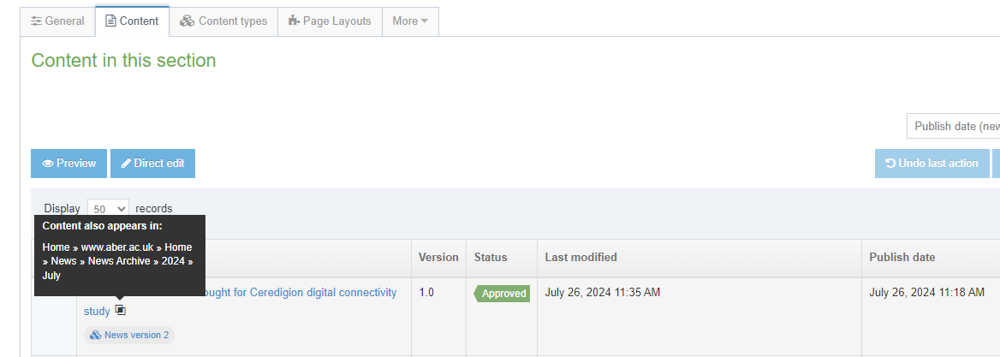 General
Content
Content types
Page Layouts
More
Content in this section
Publish date (new
Preview
Direct edit
Undo last action
Display 50 records
Content also appears in:
Home » www.aber.ac.uk » Home
» News » News Archive » 2024 »
July
Version
Status
Last modified
Publish date
ought for Ceredigion digital connectivity
study
1.0
Approved
July 26, 2024 11:35 AM
July 26, 2024 11:18 AM
News version 2